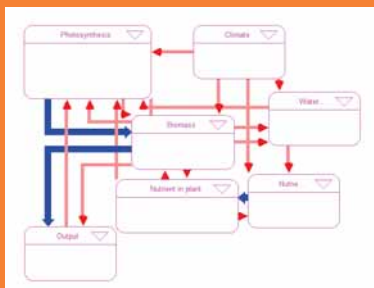 Photosynthesis
Climate
Water...
Biomass
Nutrient in plant
Nutrie
Output